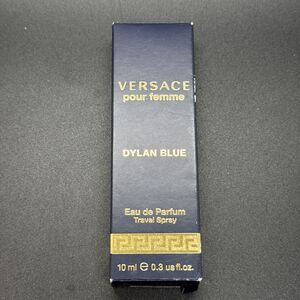 VERSACE
pour femme
DYLAN BLUE
Eau de Parfum
Travel Spray
10 ml ℮ 0.3 us fl.oz.